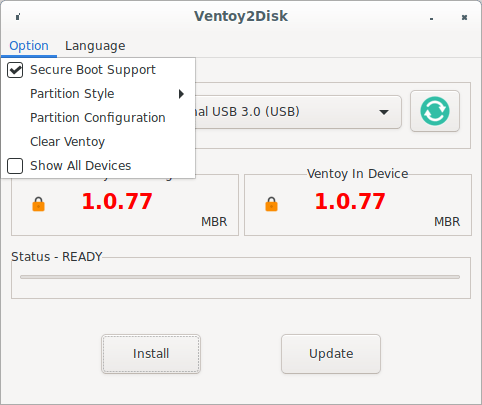 Ventoy2Disk
Option Language
Secure Boot Support
Partition Style
Partition Configuration
Clear Ventoy
Show All Devices
USB 3.0 (USB)
Ventoy In Device
1.0.77
MBR
1.0.77
MBR
Status - READY
Install
Update